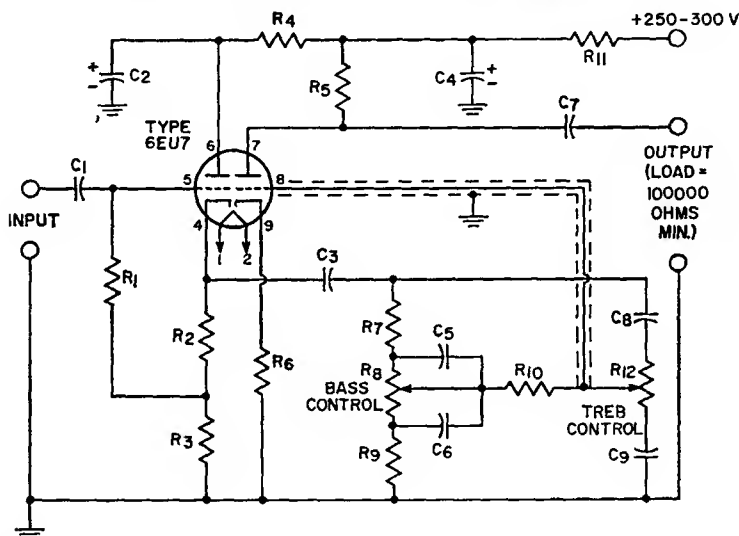 R4
+250-300 V
C2
R5
C4
R11
C7
TYPE
6EU7
6
7
C1
5
8
OUTPUT
(LOAD =
100000
OHMS
MIN.)
INPUT
4
9
1
2
C3
R1
R2
R6
R7
C5
C8
R8
BASS
CONTROL
R10
R12
TREB
CONTROL
R3
C6
R9
C9